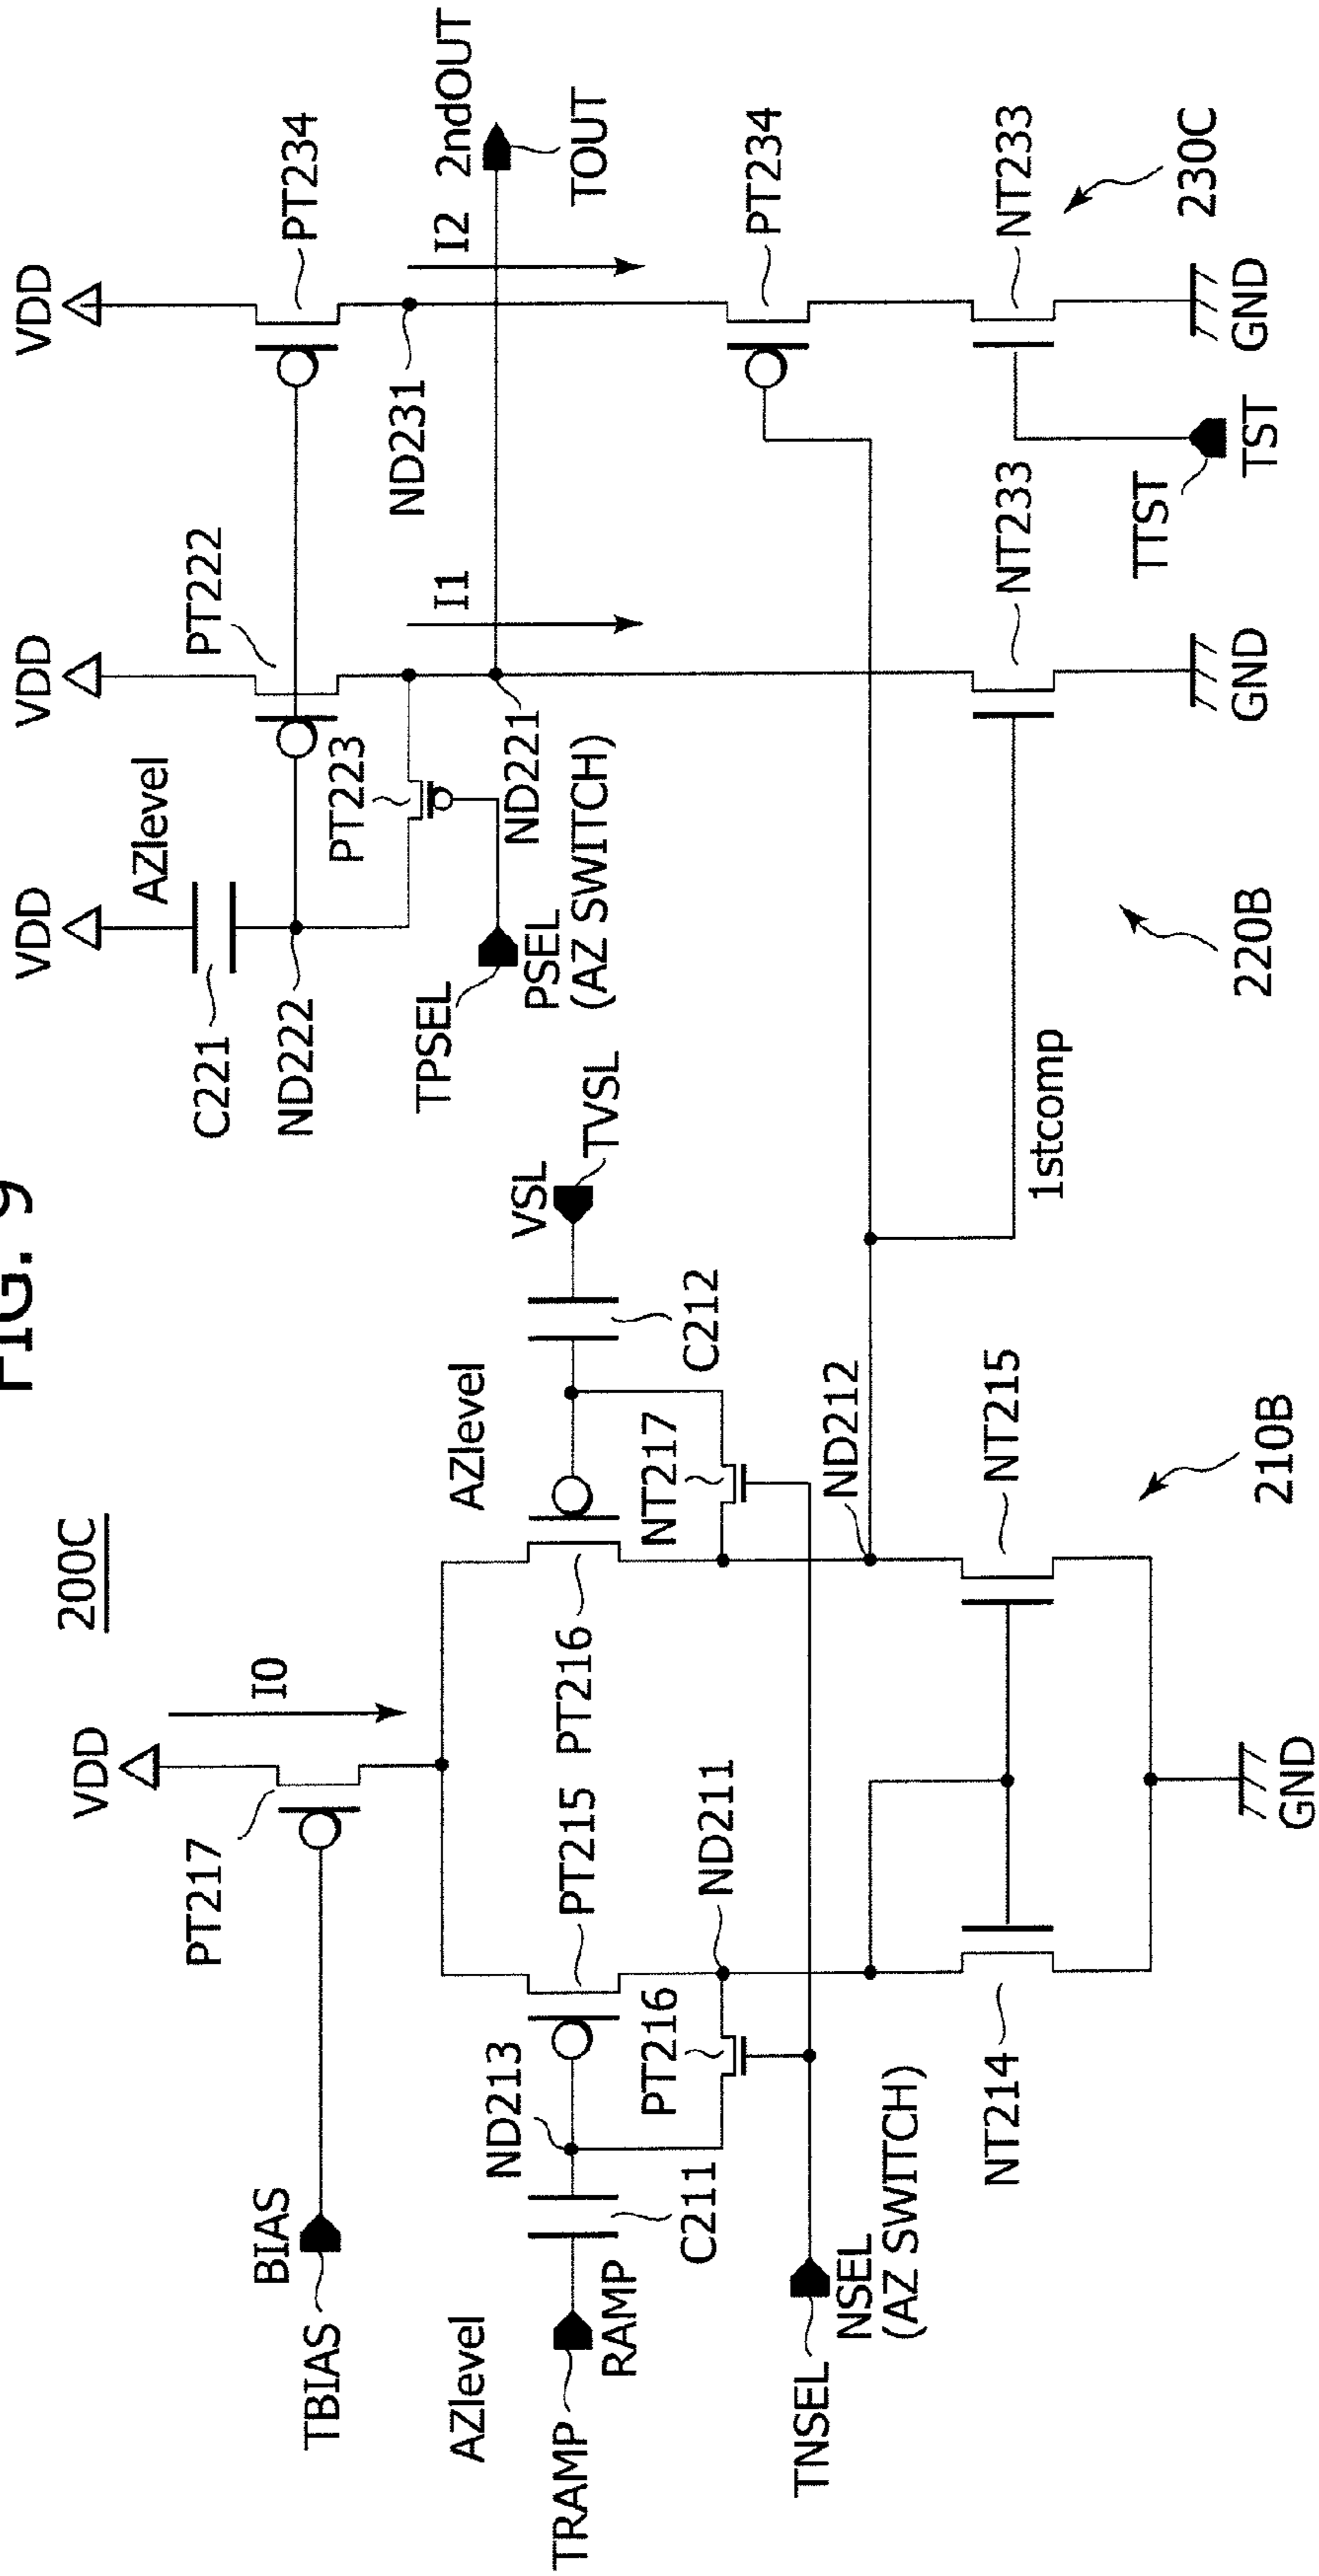 FIG. 9
200C
VDD
I0
PT217
BIAS
TBIAS
AZlevel
TRAMP
RAMP
C211
ND213
PT215
PT216
AZlevel
VSL
TVSL
C212
PT216
ND211
NT217
ND212
TNSEL
NSEL
(AZ SWITCH)
NT214
NT215
GND
210B
1stcomp
VDD
AZlevel
C221
ND222
VDD
PT222
PT223
TPSEL
PSEL
(AZ SWITCH)
ND221
I1
VDD
PT234
ND231
I2
2ndOUT
TOUT
PT234
NT233
GND
220B
NT233
TTST
TST
GND
230C